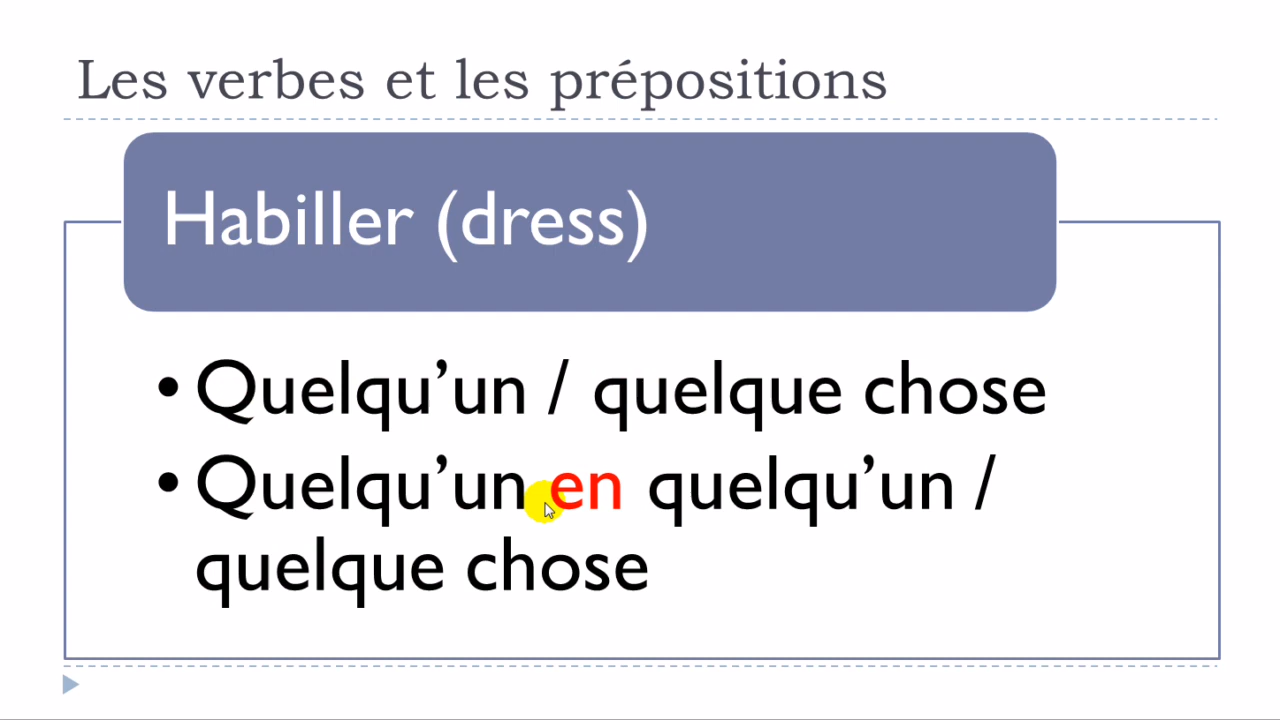 Les verbes et les prépositions
Habiller (dress)
• Quelqu’un / quelque chose
• Quelqu’un en quelqu’un /
quelque chose